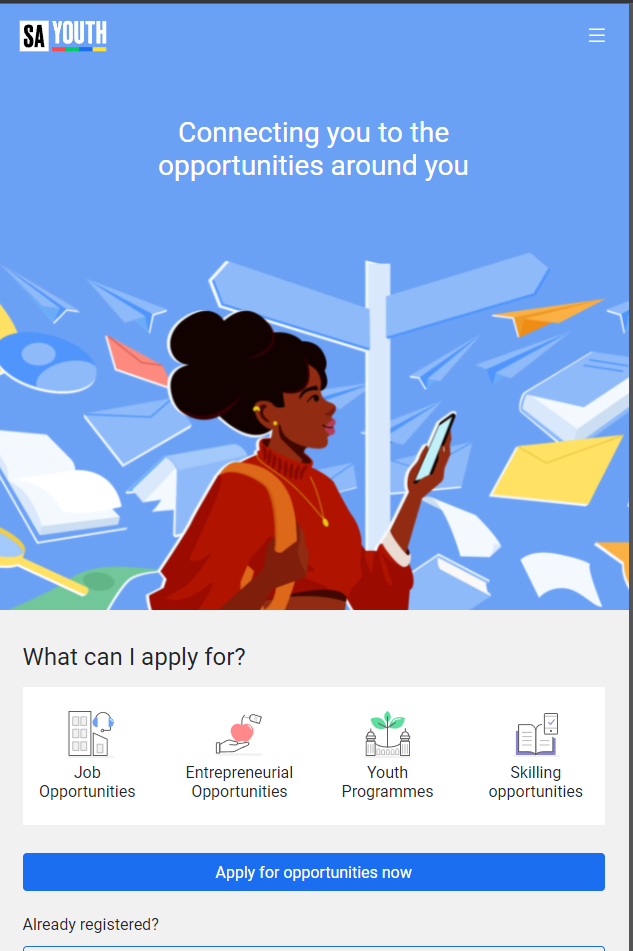 SA YOUTH
Connecting you to the
opportunities around you
What can I apply for?
Job
Opportunities
Entrepreneurial
Opportunities
Youth
Programmes
Skilling
opportunities
Apply for opportunities now
Already registered?